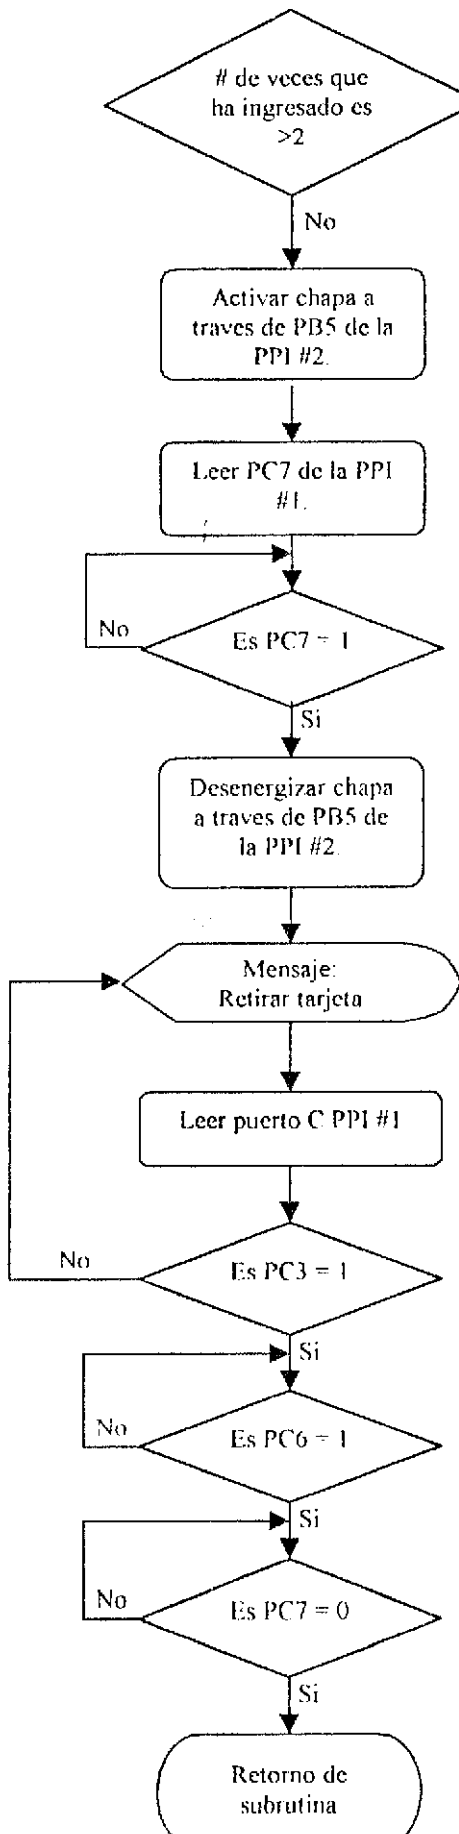 # de veces que
ha ingresado es
>2
No
Activar chapa a
traves de PB5 de la
PPI #2.
Leer PC7 de la PPI
#1.
No
Es PC7 = 1
Si
Desenergizar chapa
a traves de PB5 de
la PPI #2.
Mensaje:
Retirar tarjeta
Leer puerto C PPI #1
No
Es PC3 = 1
Si
No
Es PC6 = 1
Si
No
Es PC7 = 0
Si
Retorno de
subrutina